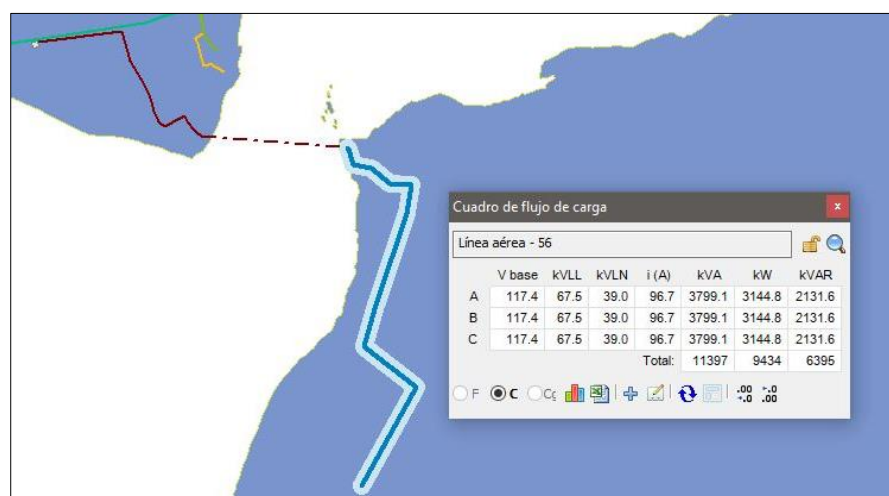 Cuadro de flujo de carga x
Línea aérea - 56
V base kVLL kVLN i (A) kVA kW kVAR
A 117.4 67.5 39.0 96.7 3799.1 3144.8 2131.6
B 117.4 67.5 39.0 96.7 3799.1 3144.8 2131.6
C 117.4 67.5 39.0 96.7 3799.1 3144.8 2131.6
Total: 11397 9434 6395
F C